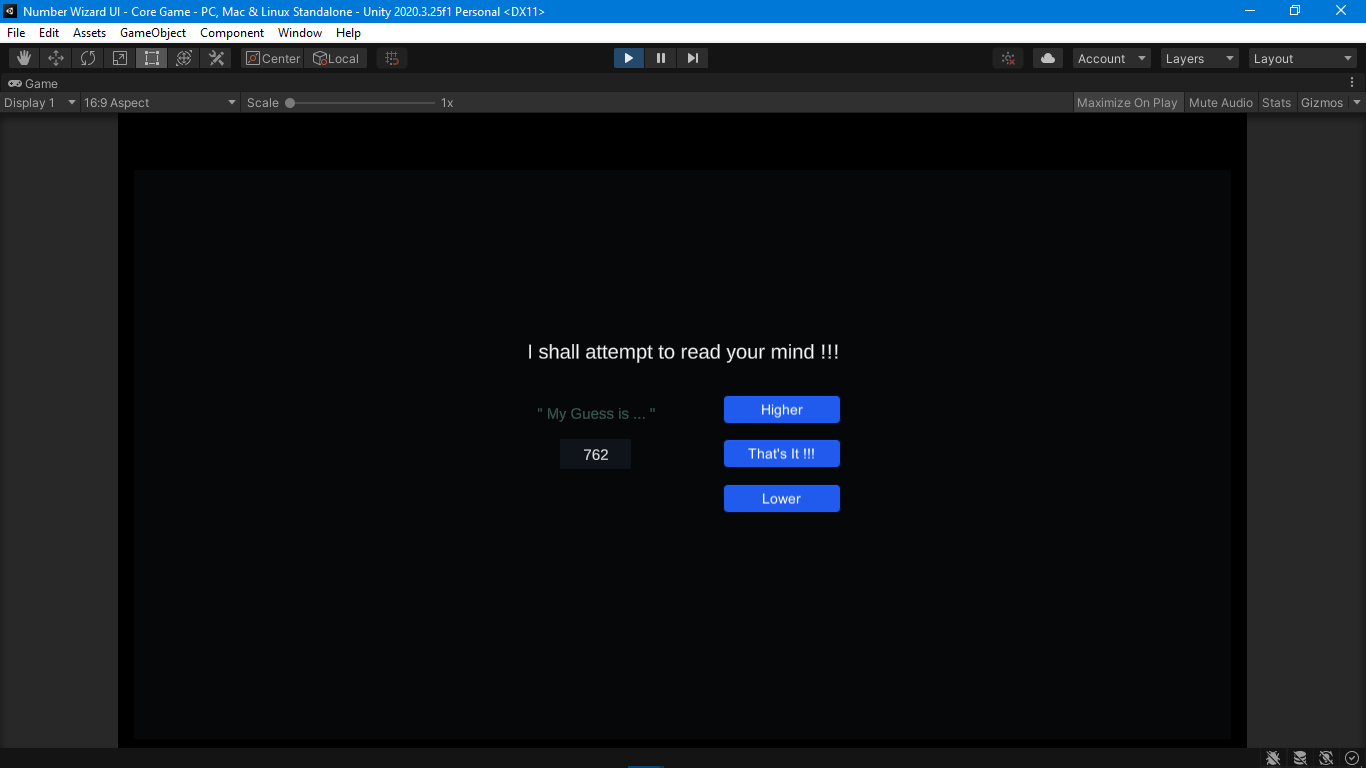 Number Wizard UI - Core Game - PC, Mac & Linux Standalone - Unity 2020.3.25f1 Personal <DX11>
File Edit Assets GameObject Component Window Help
Center Local Account Layers Layout
Game
Display 1 16:9 Aspect Scale 1x Maximize On Play Mute Audio Stats Gizmos
I shall attempt to read your mind !!!
" My Guess is ... "
762
Higher
That's It !!!
Lower